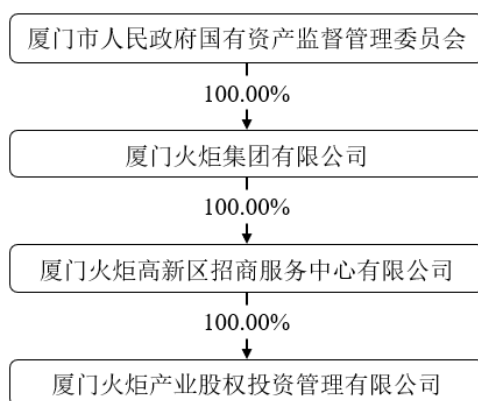 厦门市人民政府国有资产监督管理委员会
100.00%
厦门火炬集团有限公司
100.00%
厦门火炬高新区招商服务中心有限公司
100.00%
厦门火炬产业股权投资管理有限公司